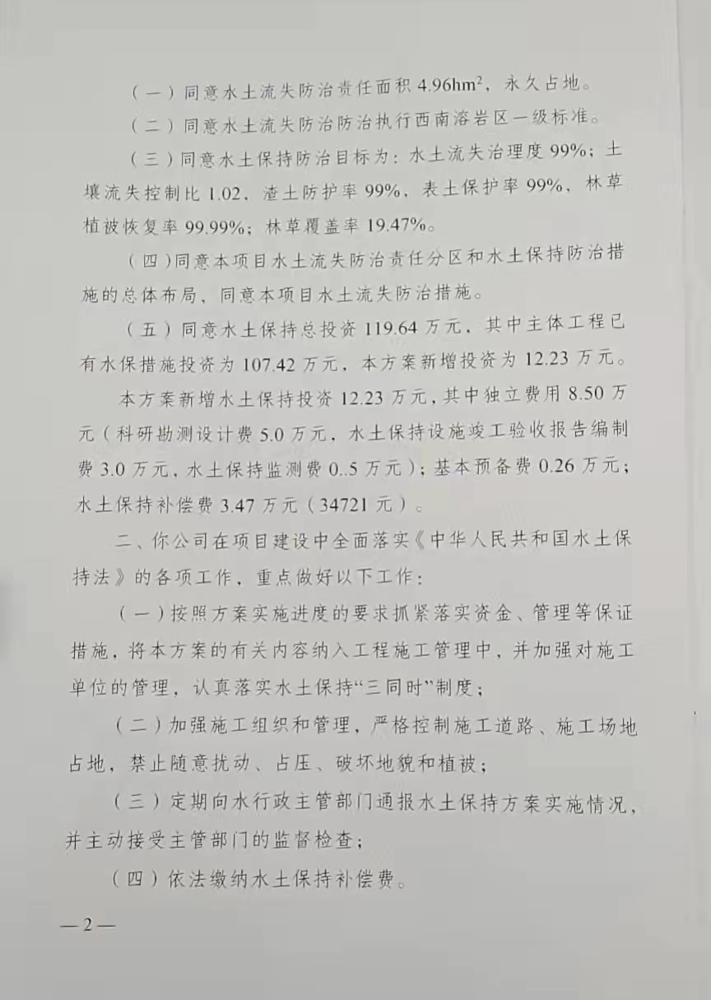 （一）同意水土流失防治责任面积 4.96hm²，永久占地。
（二）同意水土流失防治防治执行西南溶岩区一级标准。
（三）同意水土保持防治目标为：水土流失治理度 99%；土
壤流失控制比 1.02，渣土防护率 99%，表土保护率 99%，林草
植被恢复率 99.99%；林草覆盖率 19.47%。
（四）同意本项目水土流失防治责任分区和水土保持防治措
施的总体布局，同意本项目水土流失防治措施。
（五）同意水土保持总投资 119.64 万元，其中主体工程已
有水保措施投资为 107.42 万元，本方案新增投资为 12.23 万元。
本方案新增水土保持投资 12.23 万元，其中独立费用 8.50 万
元（科研勘测设计费 5.0 万元，水土保持设施竣工验收报告编制
费 3.0 万元，水土保持监测费 0..5 万元）；基本预备费 0.26 万元；
水土保持补偿费 3.47 万元（34721 元）。
二、你公司在项目建设中全面落实《中华人民共和国水土保
持法》的各项工作，重点做好以下工作：
（一）按照方案实施进度的要求抓紧落实资金、管理等保证
措施，将本方案的有关内容纳入工程施工管理中，并加强对施工
单位的管理，认真落实水土保持“三同时”制度；
（二）加强施工组织和管理，严格控制施工道路、施工场地
占地，禁止随意扰动、占压、破坏地貌和植被；
（三）定期向水行政主管部门通报水土保持方案实施情况，
并主动接受主管部门的监督检查；
（四）依法缴纳水土保持补偿费。
— 2 —